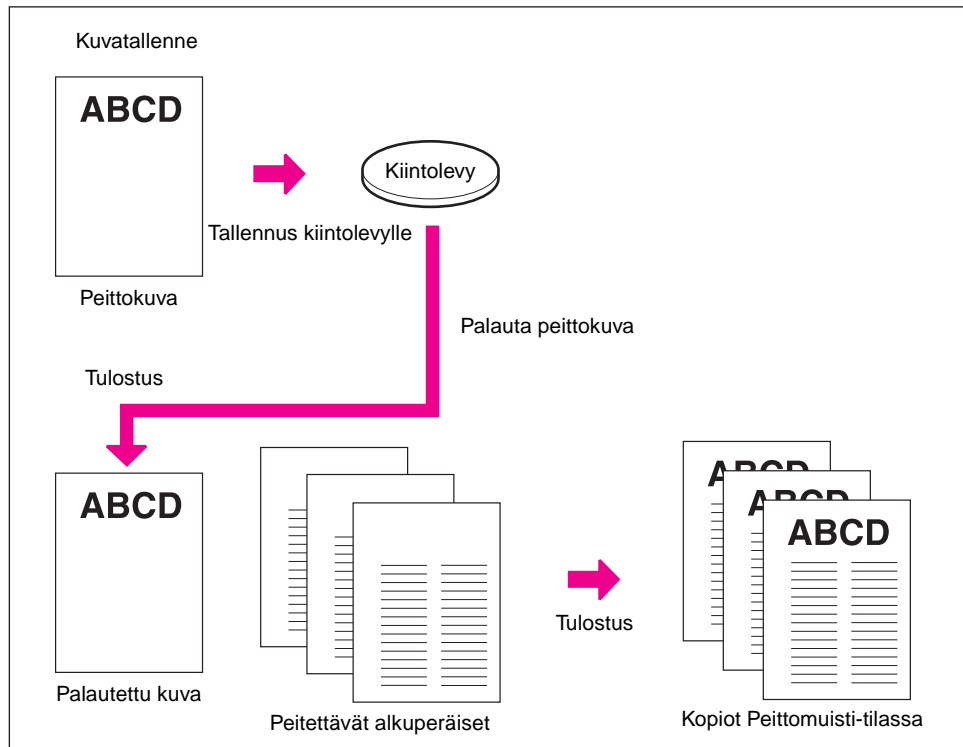 Kuvatallenne
ABCD
Kiintolevy
Tallennus kiintolevylle
Peittokuva
Palauta peittokuva
Tulostus
ABCD
ABCD
ABCD
ABCD
Tulostus
Palautettu kuva
Peitettävät alkuperäiset
Kopiot Peittomuisti-tilassa